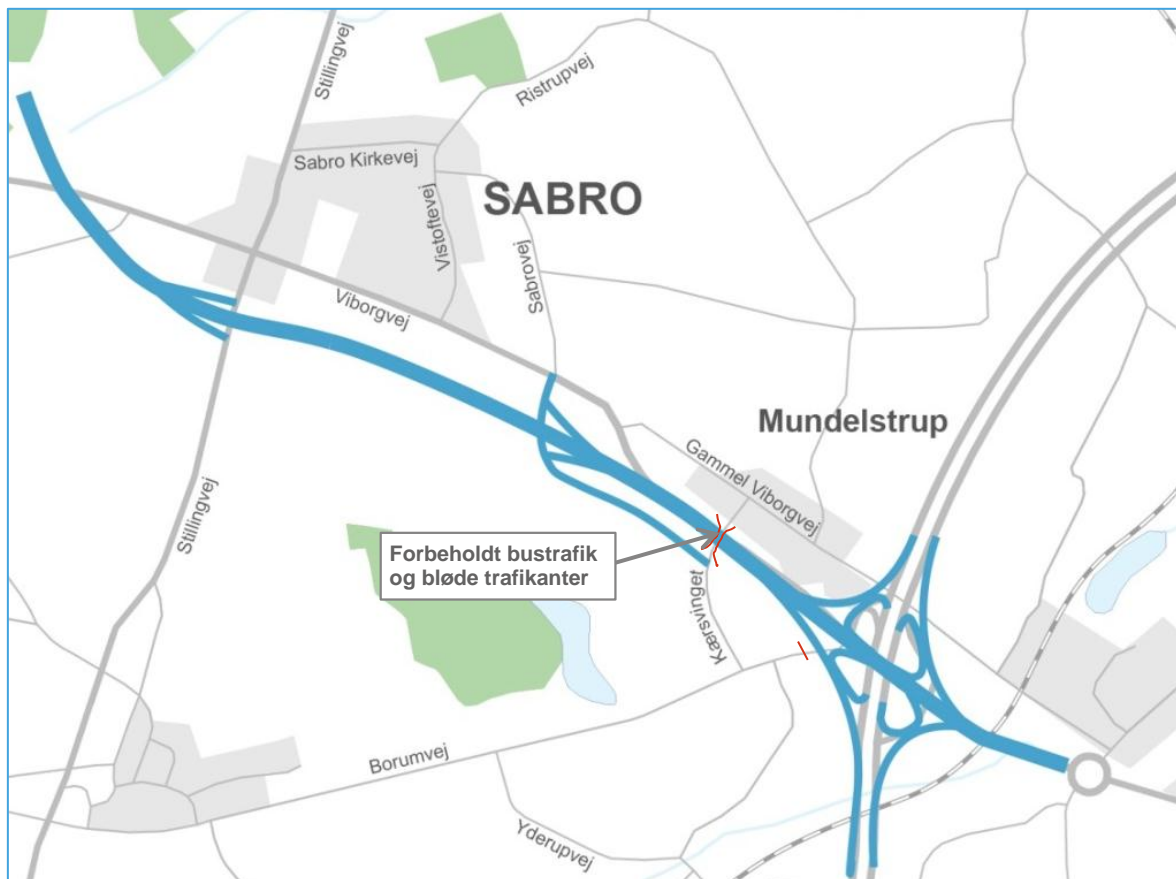 Stillingvej
Ristrupvej
Sabro Kirkevej
Vistoftevej
SABRO
Sabrovej
Viborgvej
Mundelstrup
Gammel Viborgvej
Stillingvej
Forbeholdt bustrafik
og bløde trafikanter
Kærsvinget
Borumvej
Yderupvej